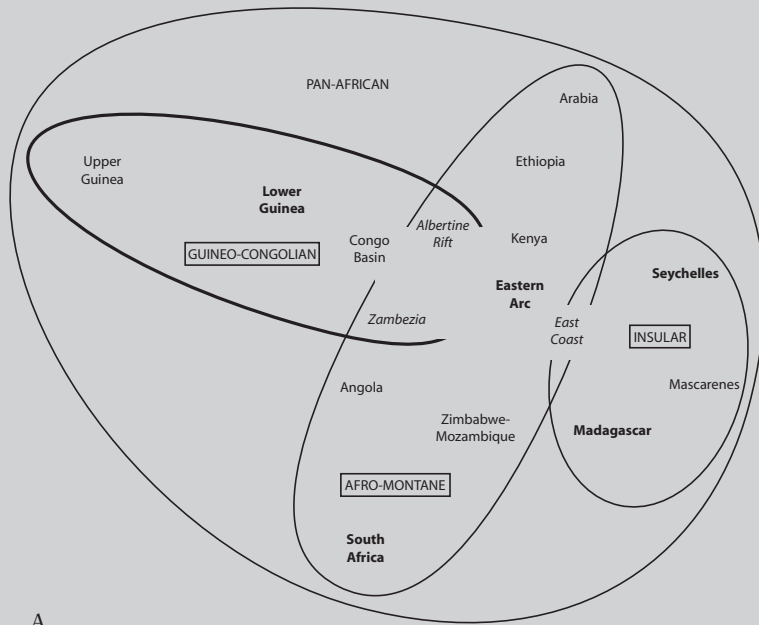 PAN-AFRICAN
Arabia
Upper
Guinea
Ethiopia
Lower
Guinea
Albertine
Rift
Congo
Basin
Kenya
GUINEO-CONGOLIAN
Seychelles
Eastern
Arc
Zambezia
East
Coast
INSULAR
Angola
Mascarenes
Zimbabwe-
Mozambique
Madagascar
AFRO-MONTANE
South
Africa
A